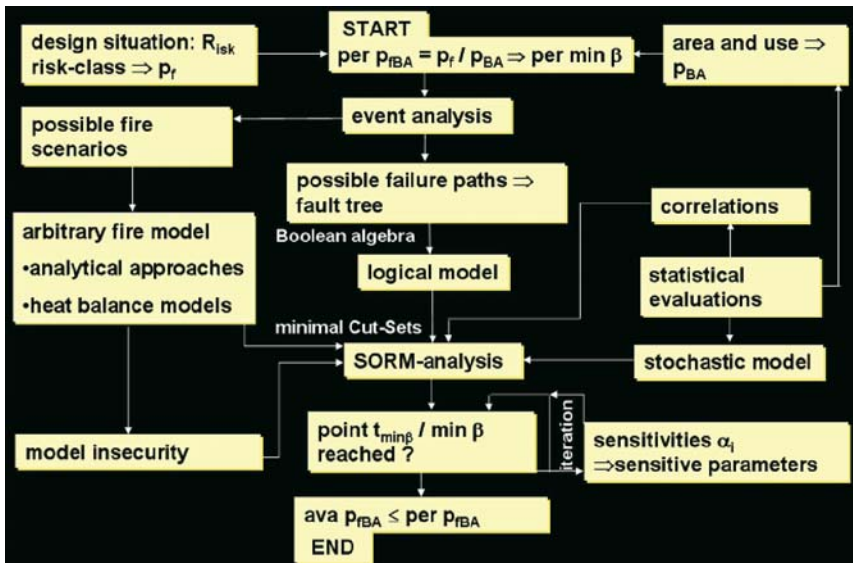 design situation: Risk
risk-class ⇒ pf
START
per pfBA = pf / pBA ⇒ per min β
area and use ⇒
pBA
event analysis
possible fire
scenarios
possible failure paths ⇒
fault tree
correlations
arbitrary fire model
•analytical approaches
•heat balance models
Boolean algebra
logical model
statistical
evaluations
minimal Cut-Sets
SORM-analysis
stochastic model
point tminβ / min β
reached ?
iteration
sensitivities αi
⇒sensitive parameters
model insecurity
ava pfBA ≤ per pfBA
END